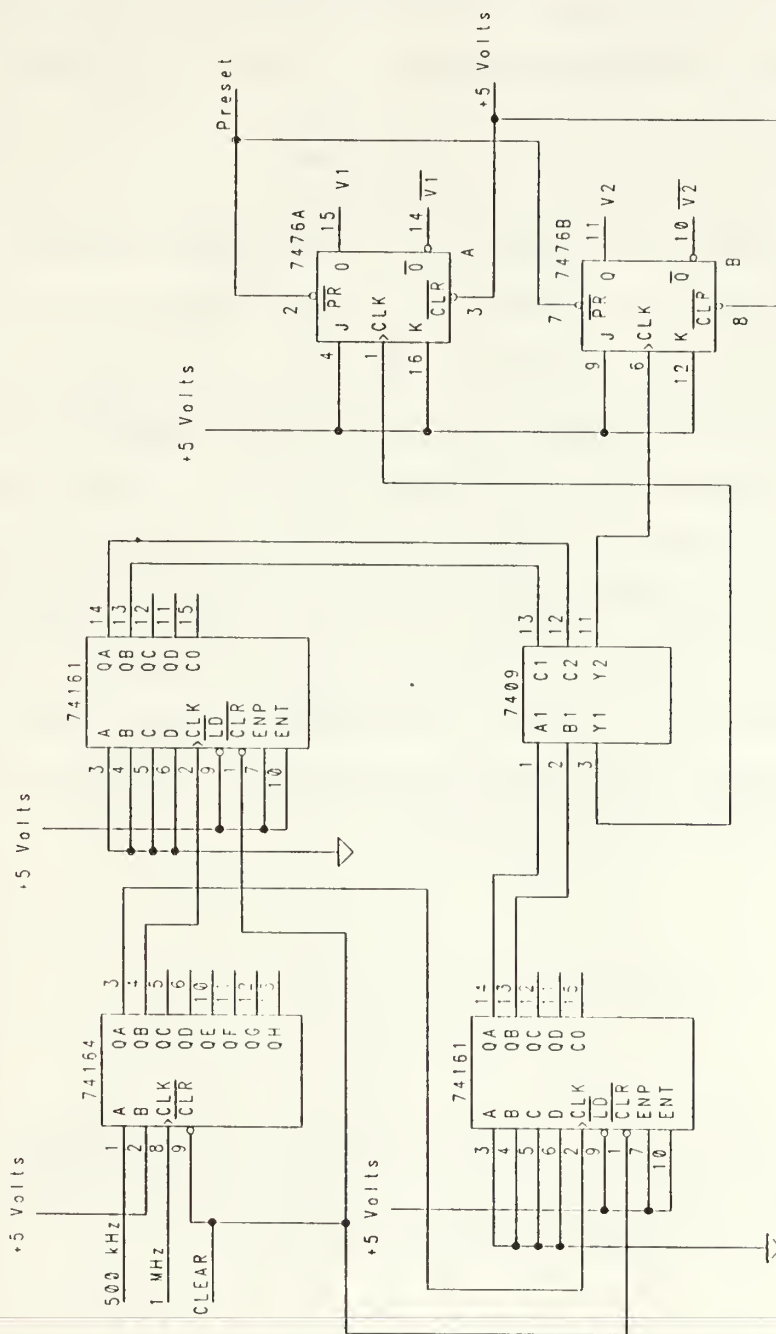 +5 Volts
500 kHz
1 MHz
CLEAR
74164
1 A QA 3
2 B QB 4
8 CLK QC 5
9 CLR QD 6
QE 10
QF
QG 12
QH
+5 Volts
74161
3 A QA 14
4 B QB 13
5 C QC 12
6 D QD 11
2 CLK CO 15
9 LD
1 CLR
7 ENP
10 ENT
+5 Volts
74161
3 A QA 14
4 B QB 13
5 C QC 12
6 D QD
2 CLK CO 15
9 LD
1 CLR
7 ENP
10 ENT
7409
1 A1 C1 13
2 B1 C2 12
3 Y1 Y2 11
+5 Volts
Preset
+5 Volts
7476A
2 PR
4 J Q 15 V1
1 CLK
16 K Q 14 V1
CLR
3
A
7476B
7 PR
9 J Q 11 V2
6 CLK
12 K Q 10 V2
CLR
8
B